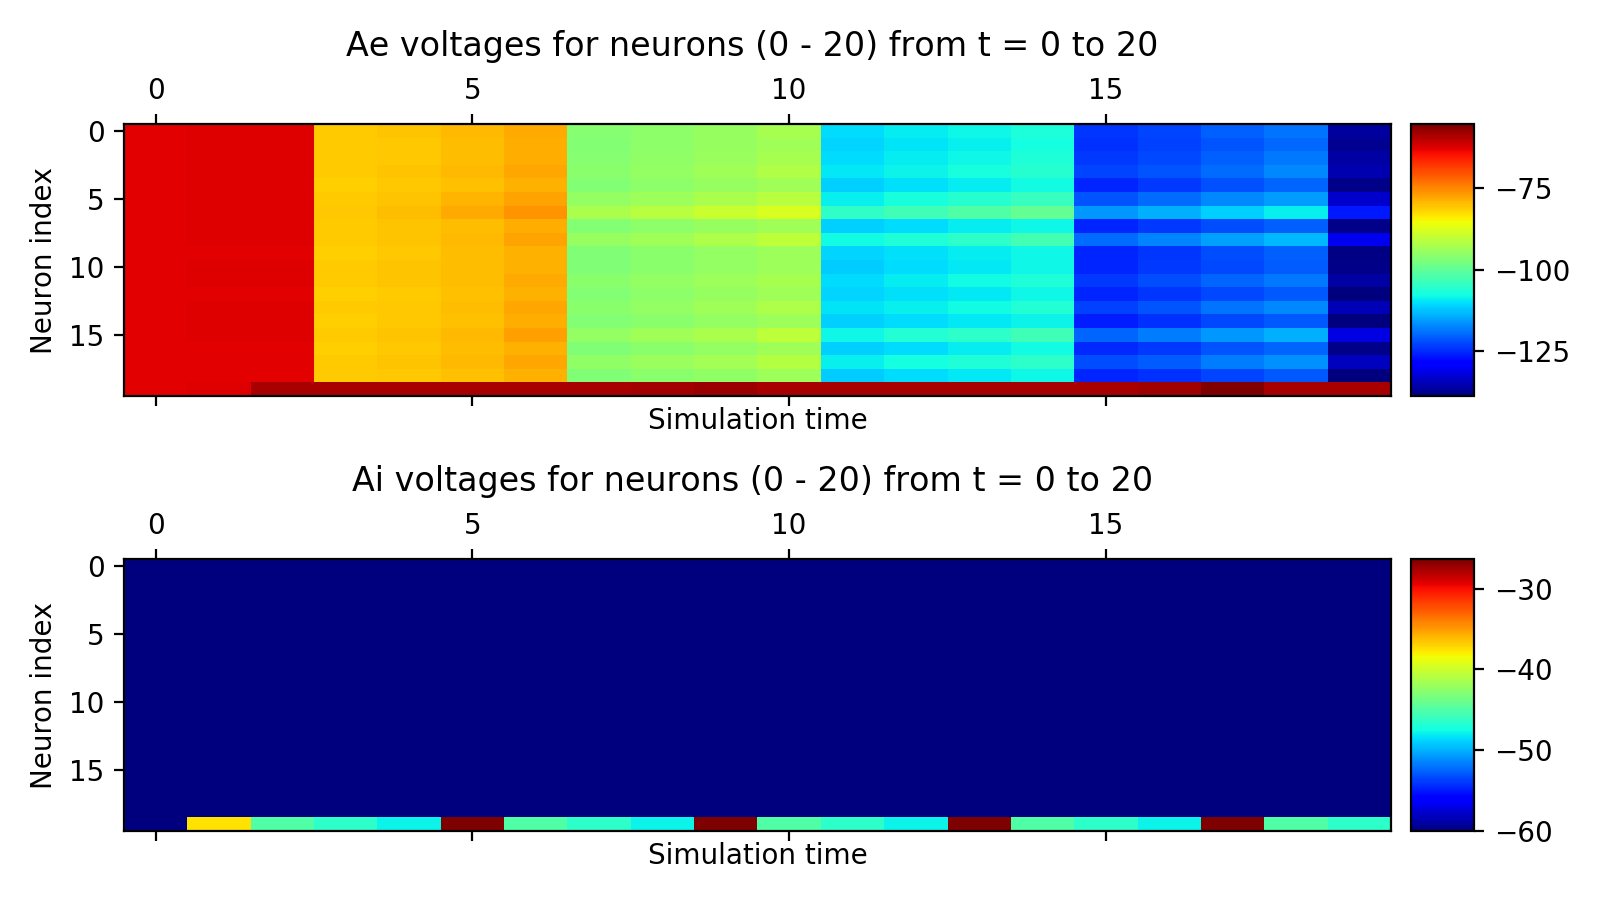 Ae voltages for neurons (0 - 20) from t = 0 to 20
0 5 10 15
0
5
10
15
Neuron index
Simulation time
−75
−100
−125
Ai voltages for neurons (0 - 20) from t = 0 to 20
0 5 10 15
0
5
10
15
Neuron index
Simulation time
−30
−40
−50
−60